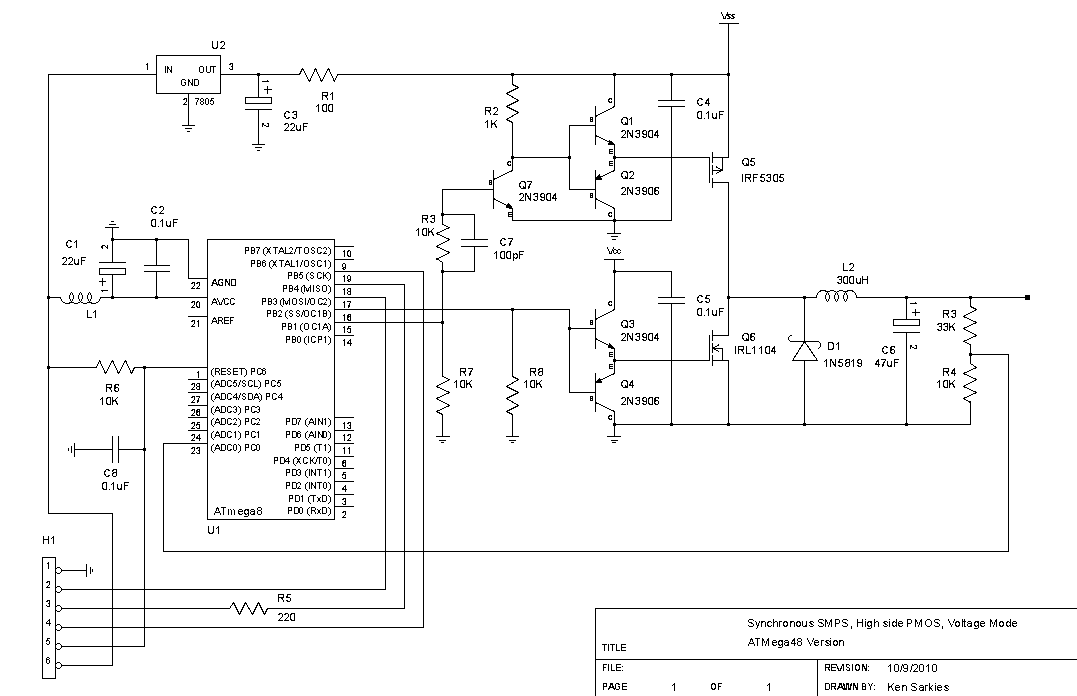 Vss
U2
1 IN OUT 3
GND
2 7805
R1
100
1
C3
22uF
2
R2
1K
C
B
Q1
2N3904
E
C4
0.1uF
C
B
Q7
2N3904
E
E
B
Q2
2N3906
C
Q5
IRF5305
R3
10K
C7
100pF
Vcc
C2
0.1uF
C1
22uF
2
1
L1
22 AGND
20 AVCC
21 AREF
PB7 (XTAL2/TOSC2) 10
PB6 (XTAL1/OSC1) 9
PB5 (SCK) 19
PB4 (MISO) 18
PB3 (MOSI/OC2) 17
PB2 (SS/OC1B) 16
PB1 (OC1A) 15
PB0 (ICP1) 14
C5
0.1uF
C
B
Q3
2N3904
E
E
B
Q4
2N3906
C
Q6
IRL1104
L2
300uH
D1
1N5819
1
C6
47uF
2
R3
33K
R4
10K
R7
10K
R8
10K
R6
10K
C8
0.1uF
1 (RESET) PC6
28 (ADC5/SCL) PC5
27 (ADC4/SDA) PC4
26 (ADC3) PC3
25 (ADC2) PC2
24 (ADC1) PC1
23 (ADC0) PC0
PD7 (AIN1) 13
PD6 (AIN0) 12
PD5 (T1) 11
PD4 (XCK/T0) 6
PD3 (INT1) 5
PD2 (INT0) 4
PD1 (TxD) 3
PD0 (RxD) 2
ATmega8
U1
H1
1
2
3
4
5
6
R5
220
TITLE
Synchronous SMPS, High side PMOS, Voltage Mode
ATMega48 Version
FILE:
REVISION: 10/9/2010
PAGE 1 OF 1
DRAWN BY: Ken Sarkies